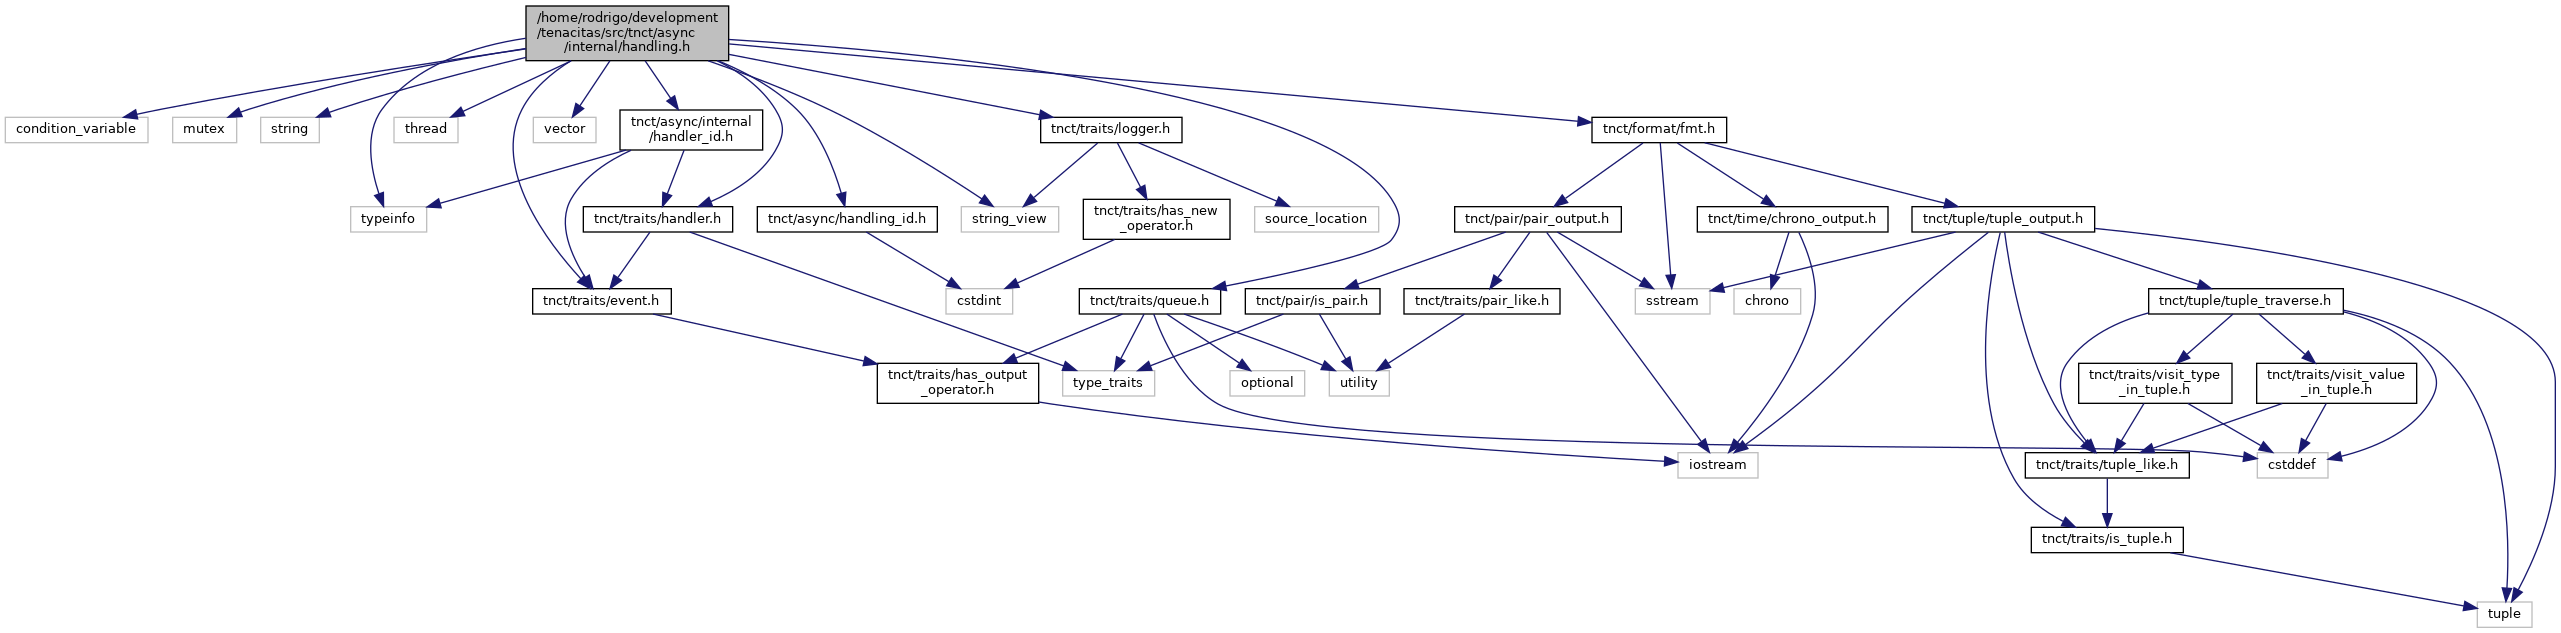 /home/rodrigo/development
/tenacitas/src/tnct/async
/internal/handling.h
condition_variable
mutex
string
thread
vector
tnct/async/internal
/handler_id.h
tnct/traits/logger.h
tnct/format/fmt.h
typeinfo
tnct/traits/handler.h
tnct/async/handling_id.h
string_view
tnct/traits/has_new
_operator.h
source_location
tnct/pair/pair_output.h
tnct/time/chrono_output.h
tnct/tuple/tuple_output.h
tnct/traits/event.h
cstdint
tnct/traits/queue.h
tnct/pair/is_pair.h
tnct/traits/pair_like.h
sstream
chrono
tnct/tuple/tuple_traverse.h
tnct/traits/has_output
_operator.h
type_traits
optional
utility
tnct/traits/visit_type
_in_tuple.h
tnct/traits/visit_value
_in_tuple.h
iostream
tnct/traits/tuple_like.h
cstddef
tnct/traits/is_tuple.h
tuple